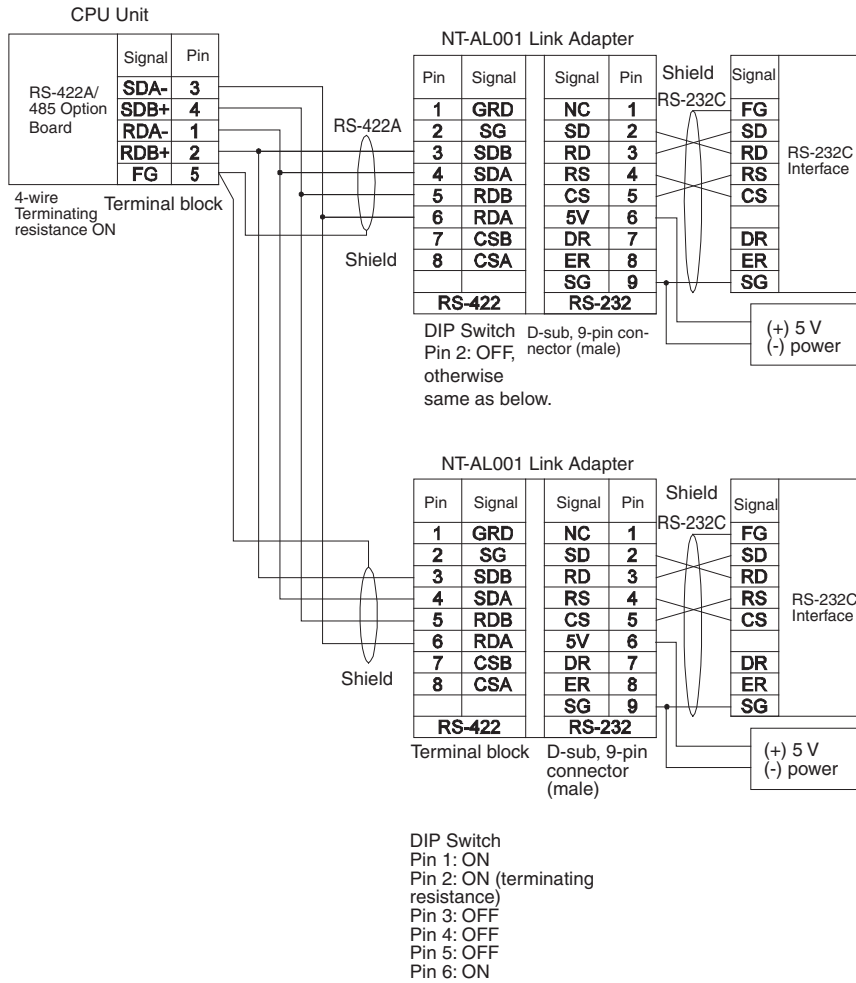 CPU Unit
Signal Pin
RS-422A/
485 Option
Board
SDA- 3
SDB+ 4
RDA- 1
RDB+ 2
FG 5
4-wire
Terminating
resistance ON
Terminal block
RS-422A
Shield
NT-AL001 Link Adapter
Pin Signal Signal Pin
1 GRD NC 1
2 SG SD 2
3 SDB RD 3
4 SDA RS 4
5 RDB CS 5
6 RDA 5V 6
7 CSB DR 7
8 CSA ER 8
SG 9
RS-422 RS-232
DIP Switch
Pin 2: OFF,
otherwise
same as below.
D-sub, 9-pin con-
nector (male)
Shield
RS-232C
Signal
FG
SD
RD
RS
CS
DR
ER
SG
RS-232C
Interface
(+) 5 V
(-) power
NT-AL001 Link Adapter
Shield
Pin Signal Signal Pin
1 GRD NC 1
2 SG SD 2
3 SDB RD 3
4 SDA RS 4
5 RDB CS 5
6 RDA 5V 6
7 CSB DR 7
8 CSA ER 8
SG 9
RS-422 RS-232
Terminal block
D-sub, 9-pin
connector
(male)
Shield
RS-232C
Signal
FG
SD
RD
RS
CS
DR
ER
SG
RS-232C
Interface
(+) 5 V
(-) power
DIP Switch
Pin 1: ON
Pin 2: ON (terminating
resistance)
Pin 3: OFF
Pin 4: OFF
Pin 5: OFF
Pin 6: ON